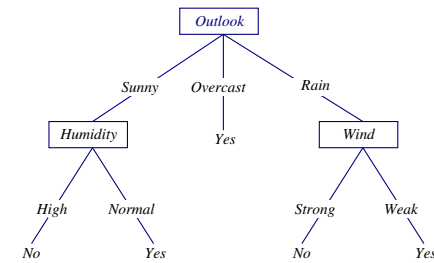 Outlook
Sunny Overcast Rain
Humidity Yes Wind
High Normal Strong Weak
No Yes No Yes